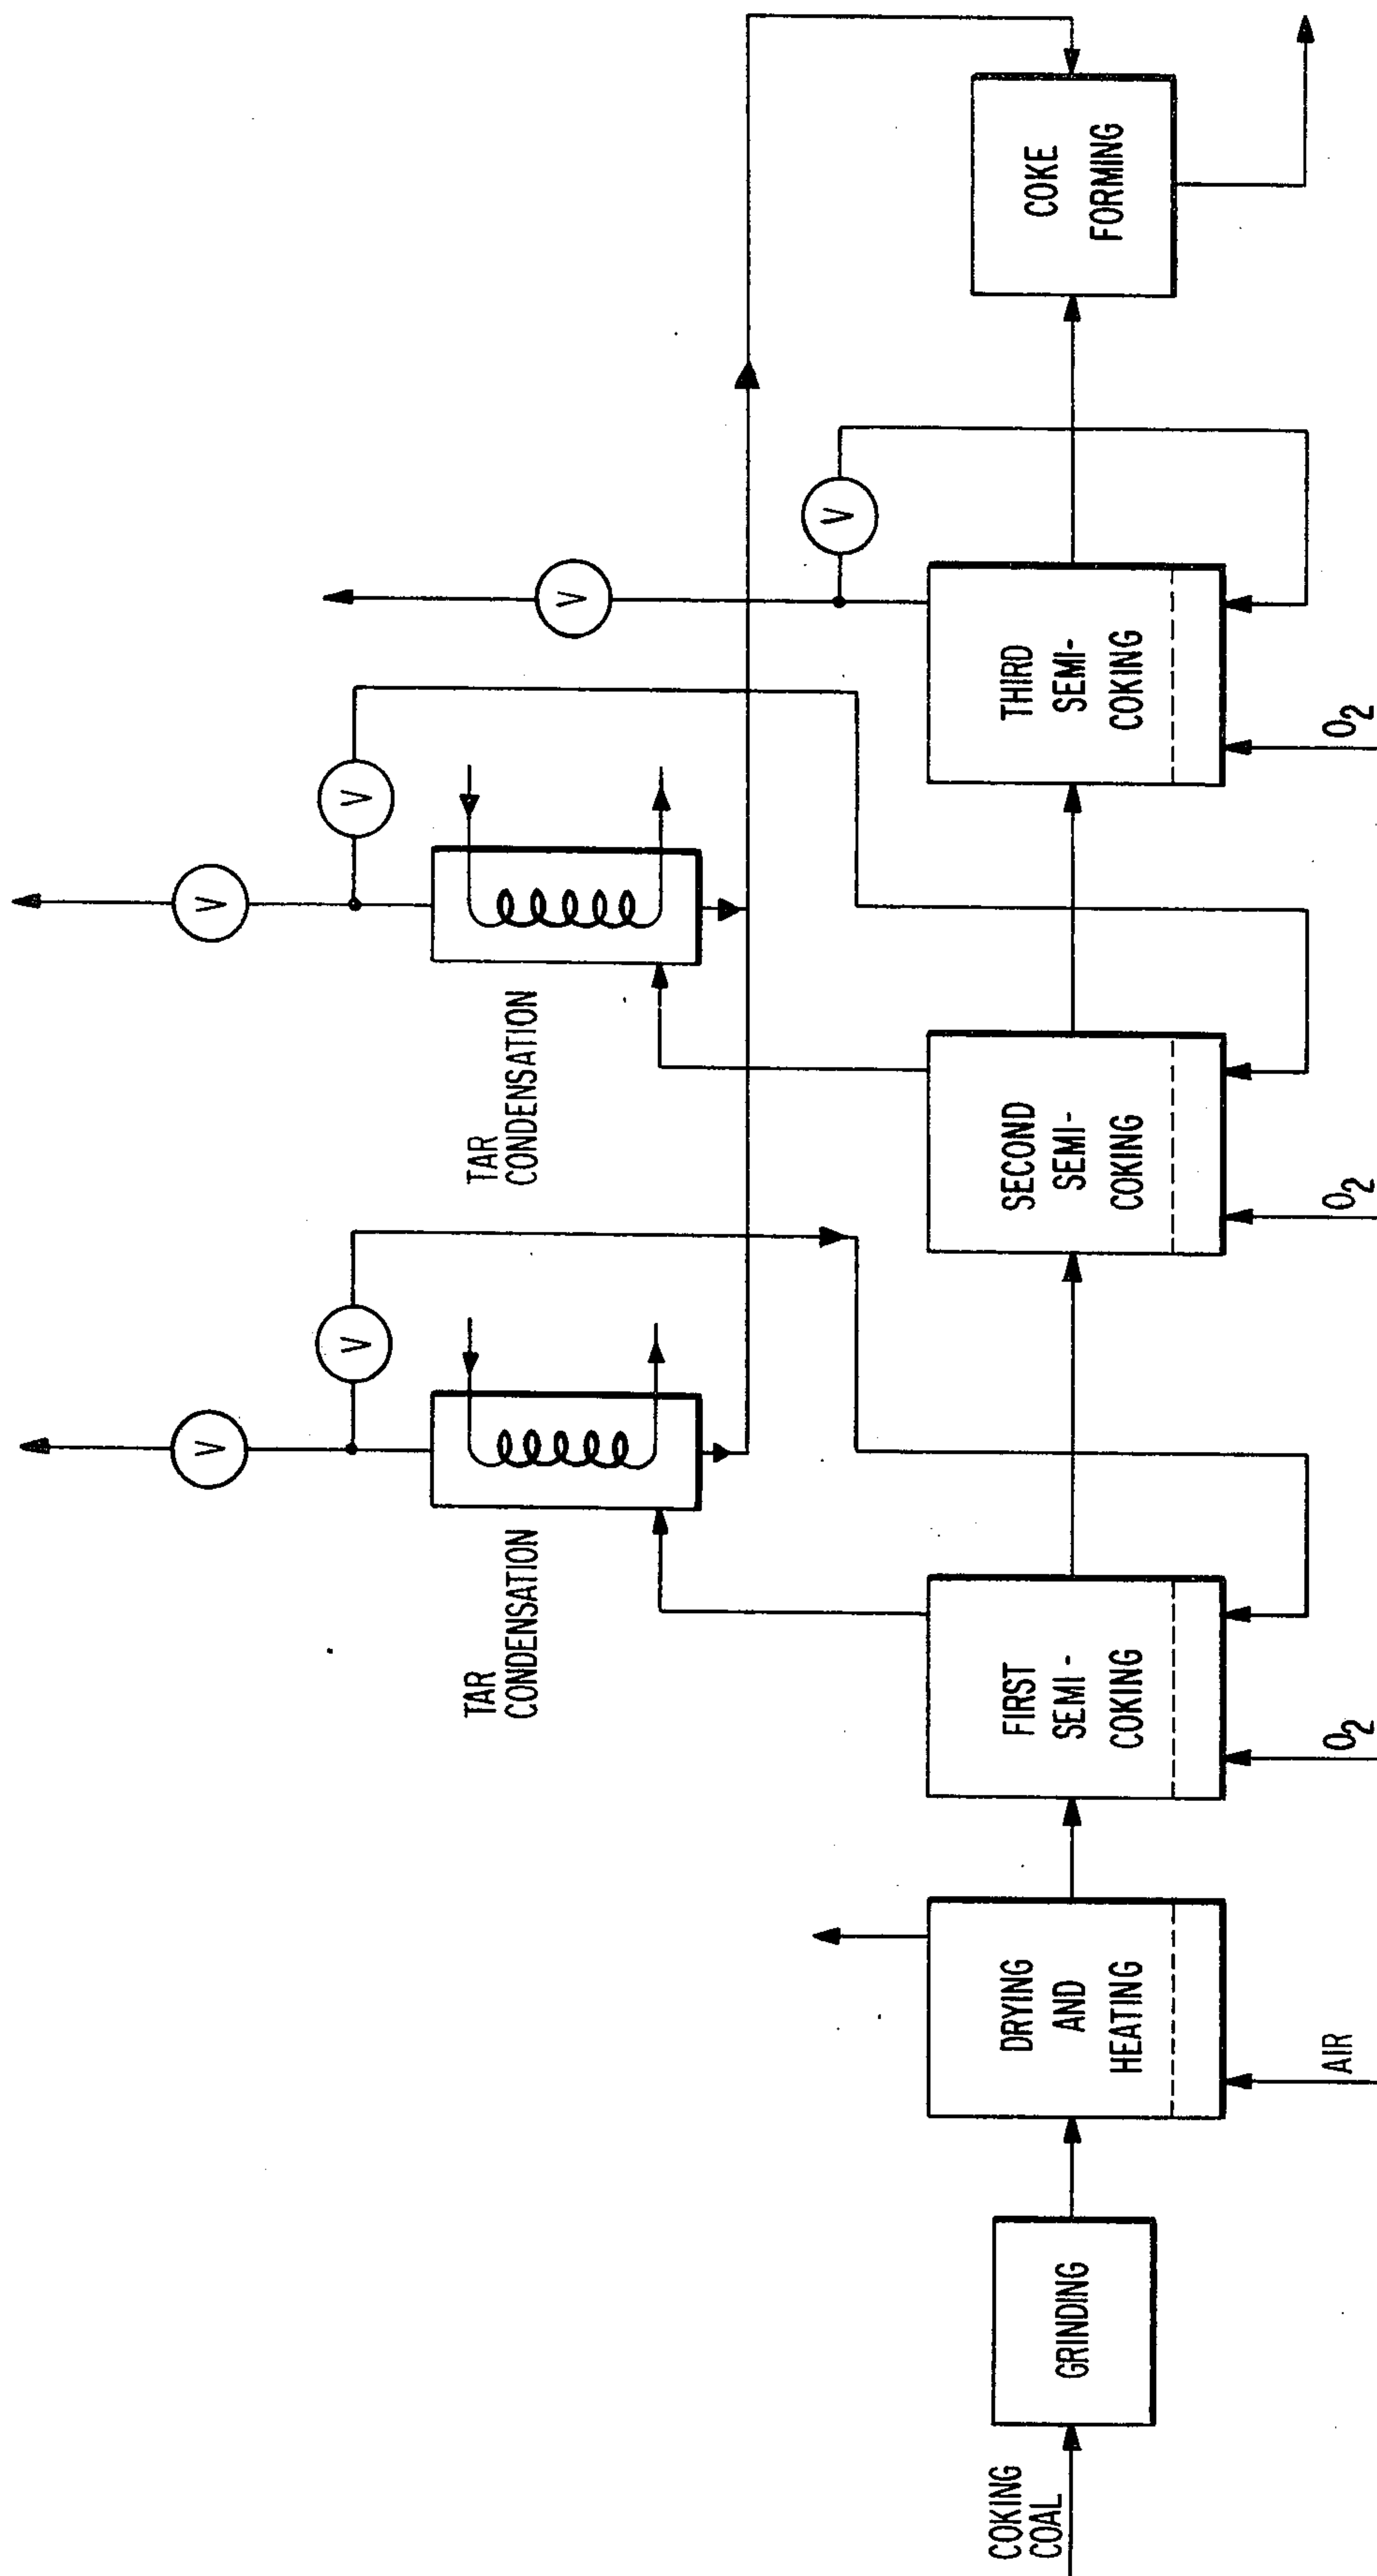 COKING
COAL
GRINDING
DRYING
AND
HEATING
AIR
FIRST
SEMI-
COKING
O2
TAR
CONDENSATION
V
V
SECOND
SEMI-
COKING
O2
TAR
CONDENSATION
V
V
THIRD
SEMI-
COKING
O2
V
V
COKE
FORMING